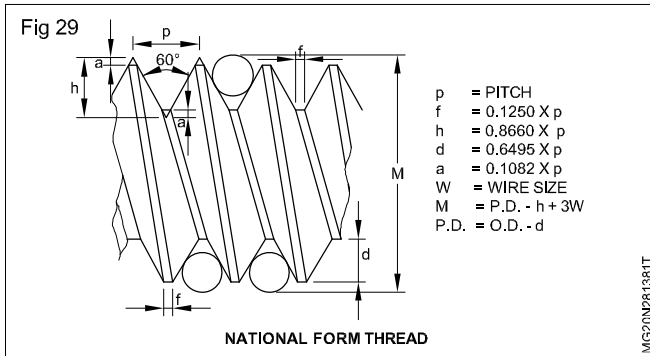 Fig 29
p
f
60°
a
h
a
M
d
f
p = PITCH
f = 0.1250 X p
h = 0.8660 X p
d = 0.6495 X p
a = 0.1082 X p
W = WIRE SIZE
M = P.D. - h + 3W
P.D. = O.D. - d
NATIONAL FORM THREAD
MG20N281381T